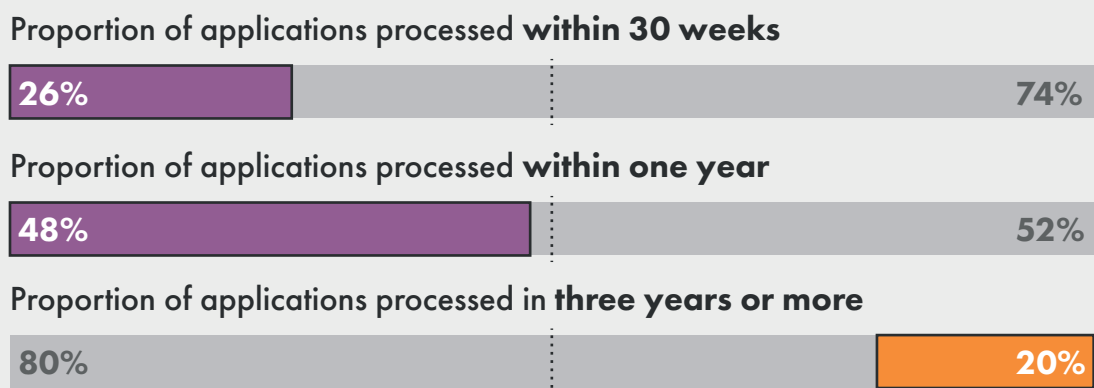 Proportion of applications processed within 30 weeks
26% 74%
Proportion of applications processed within one year
48% 52%
Proportion of applications processed in three years or more
80% 20%